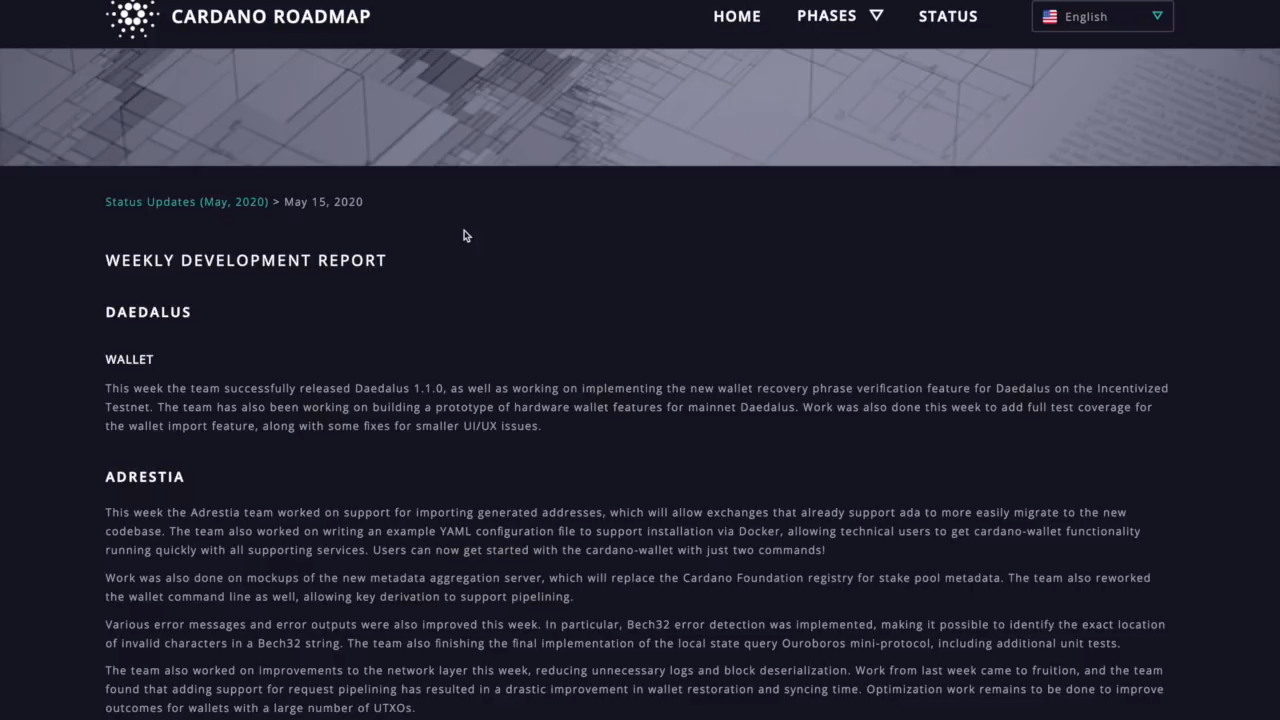 CARDANO ROADMAP
HOME PHASES STATUS English
Status Updates (May, 2020) > May 15, 2020
WEEKLY DEVELOPMENT REPORT
DAEDALUS
WALLET
This week the team successfully released Daedalus 1.1.0, as well as working on implementing the new wallet recovery phrase verification feature for Daedalus on the Incentivized
Testnet. The team has also been working on building a prototype of hardware wallet features for mainnet Daedalus. Work was also done this week to add full test coverage for
the wallet import feature, along with some fixes for smaller UI/UX issues.
ADRESTIA
This week the Adrestia team worked on support for importing generated addresses, which will allow exchanges that already support ada to more easily migrate to the new
codebase. The team also worked on writing an example YAML configuration file to support installation via Docker, allowing technical users to get cardano-wallet functionality
running quickly with all supporting services. Users can now get started with the cardano-wallet with just two commands!
Work was also done on mockups of the new metadata aggregation server, which will replace the Cardano Foundation registry for stake pool metadata. The team also reworked
the wallet command line as well, allowing key derivation to support pipelining.
Various error messages and error outputs were also improved this week. In particular, Bech32 error detection was implemented, making it possible to identify the exact location
of invalid characters in a Bech32 string. The team also finishing the final implementation of the local state query Ouroboros mini-protocol, including additional unit tests.
The team also worked on improvements to the network layer this week, reducing unnecessary logs and block deserialization. Work from last week came to fruition, and the team
found that adding support for request pipelining has resulted in a drastic improvement in wallet restoration and syncing time. Optimization work remains to be done to improve
outcomes for wallets with a large number of UTXOs.